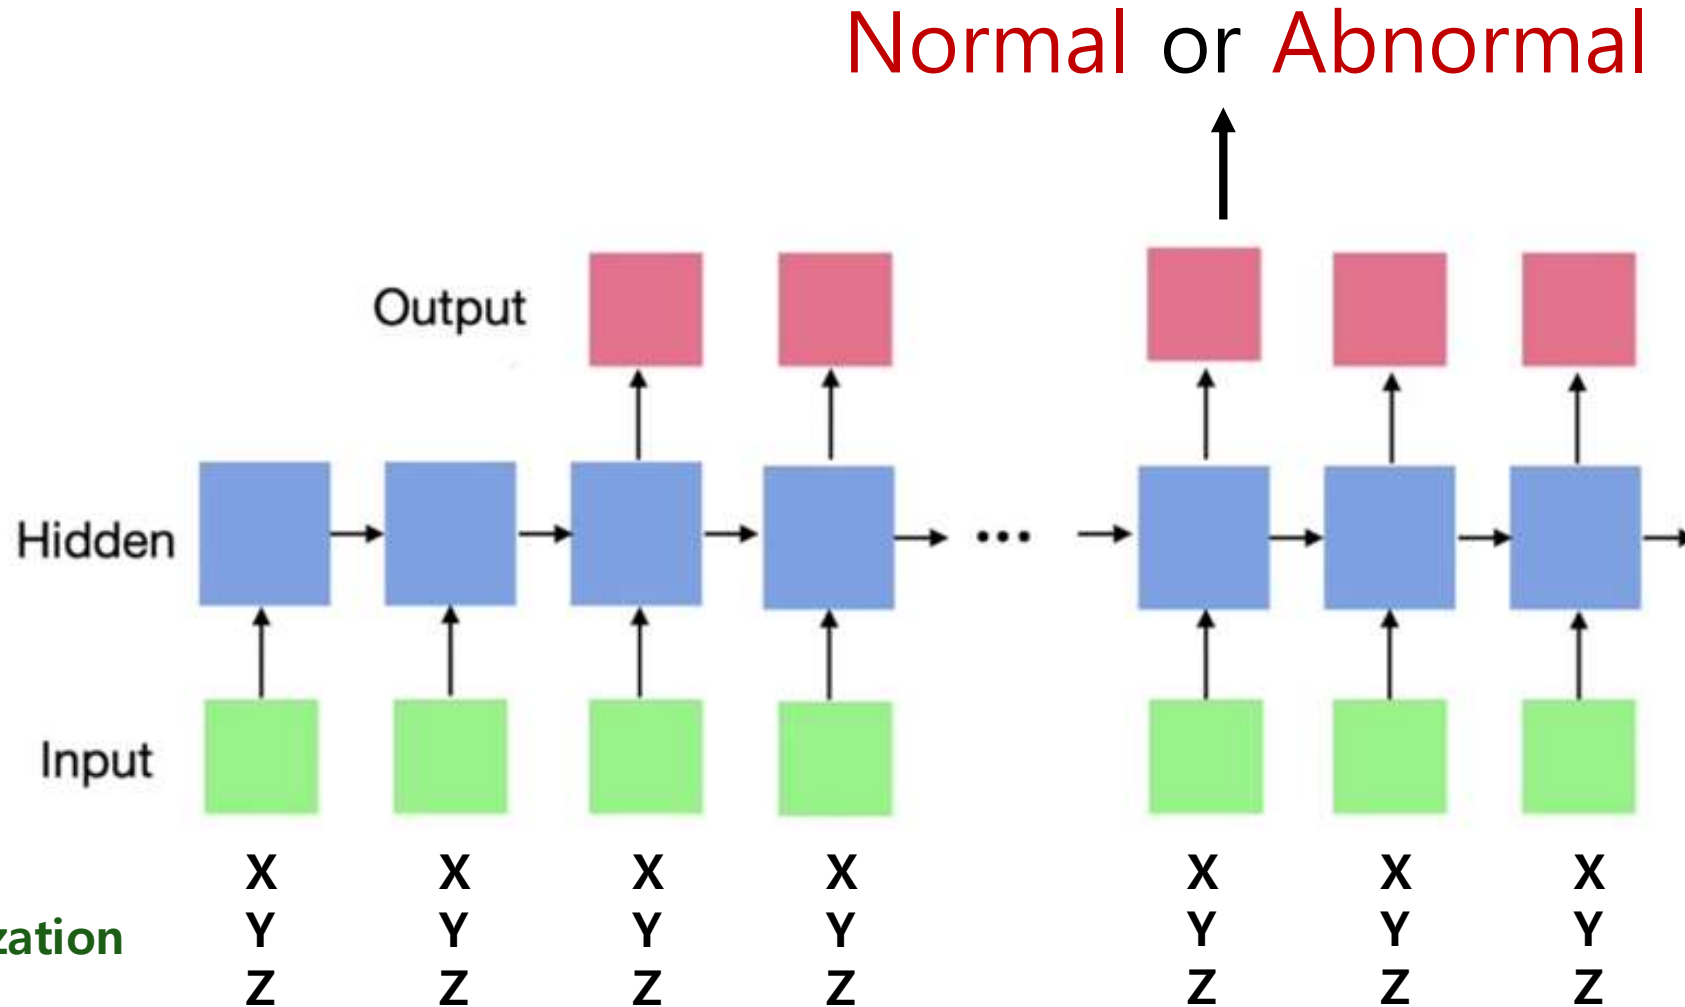 Normal or Abnormal
Output
Hidden
...
Input
X X X X X X X
Y Y Y Y Y Y Y
zation
Z Z Z Z Z Z Z